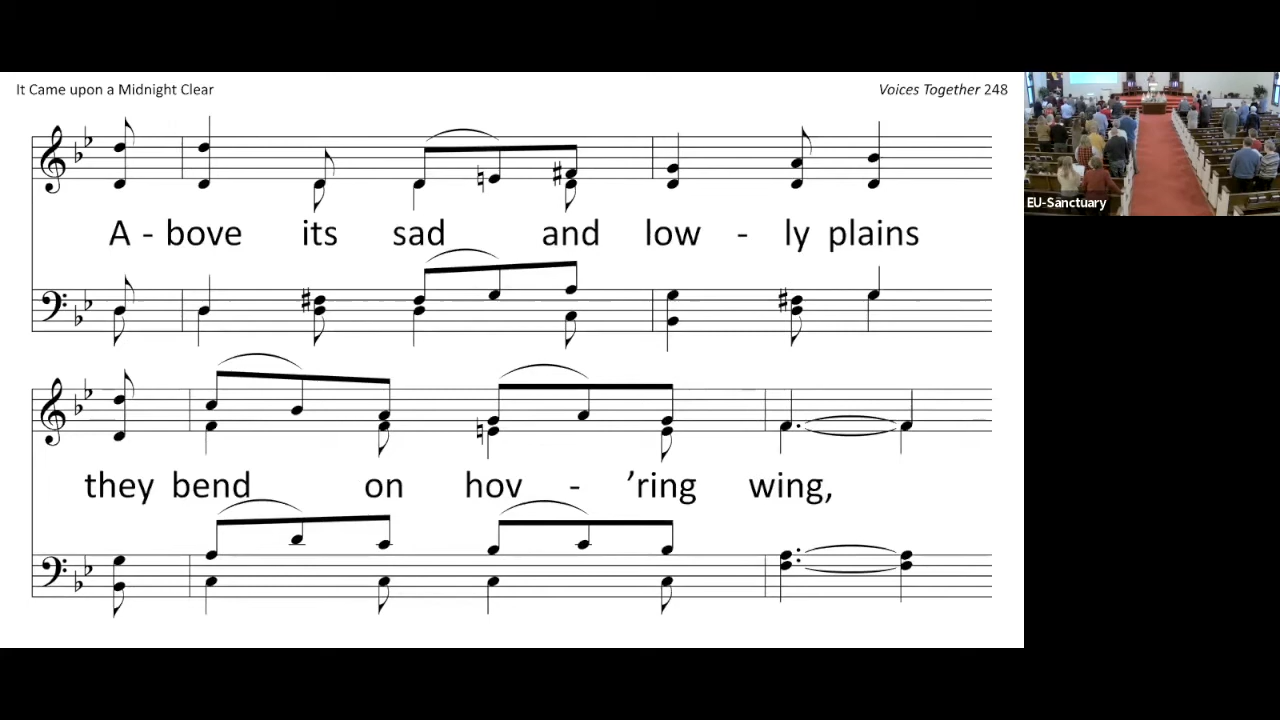 It Came upon a Midnight Clear
Voices Together 248
A - bove its sad and low - ly plains
they bend on hov - ’ring wing,
EU-Sanctuary